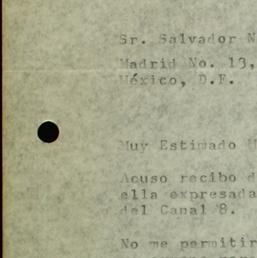 Sr. Salvador N
Madrid No. 13,
México, D.F.
Muy Estimado
Acuso recibo d
ella expresada
del Canal 8.
No me permitir